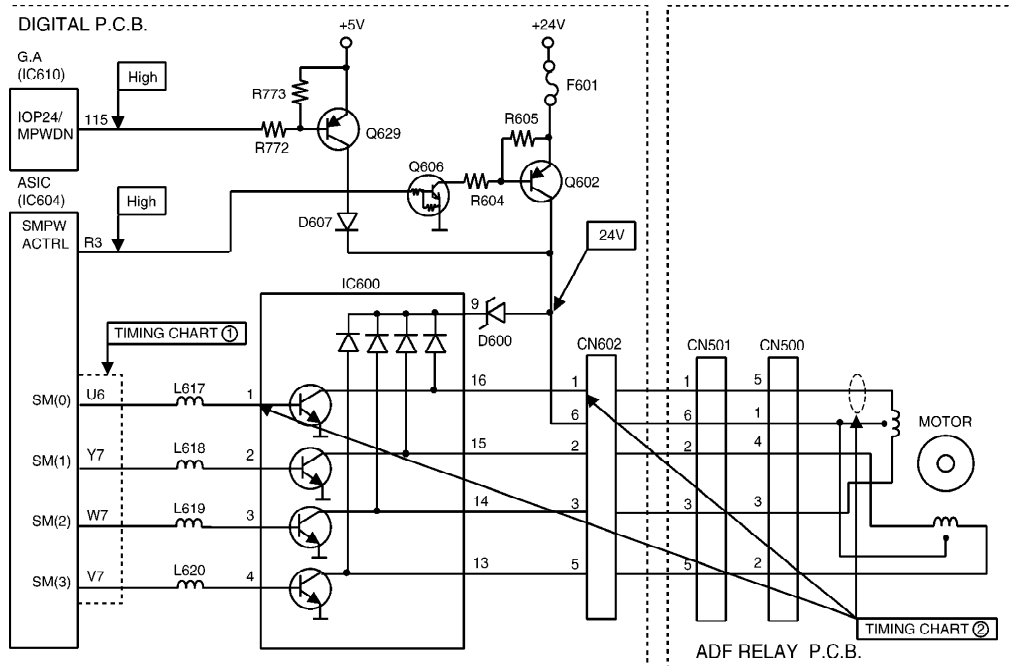 DIGITAL P.C.B.
+5V
+24V
G.A
(IC610)
High
F601
R773
IOP24/
MPWDN
115
R772
Q629
R605
ASIC
(IC604)
High
Q606
R604
Q602
SMPW
ACTRL
R3
D607
24V
IC600
9
D600
TIMING CHART ①
CN602
CN501
CN500
SM(0)
U6
L617
1
16
1
1
5
6
6
1
MOTOR
SM(1)
Y7
L618
2
15
2
2
4
SM(2)
W7
L619
3
14
3
3
3
SM(3)
V7
L620
4
13
5
5
2
TIMING CHART ②
ADF RELAY P.C.B.